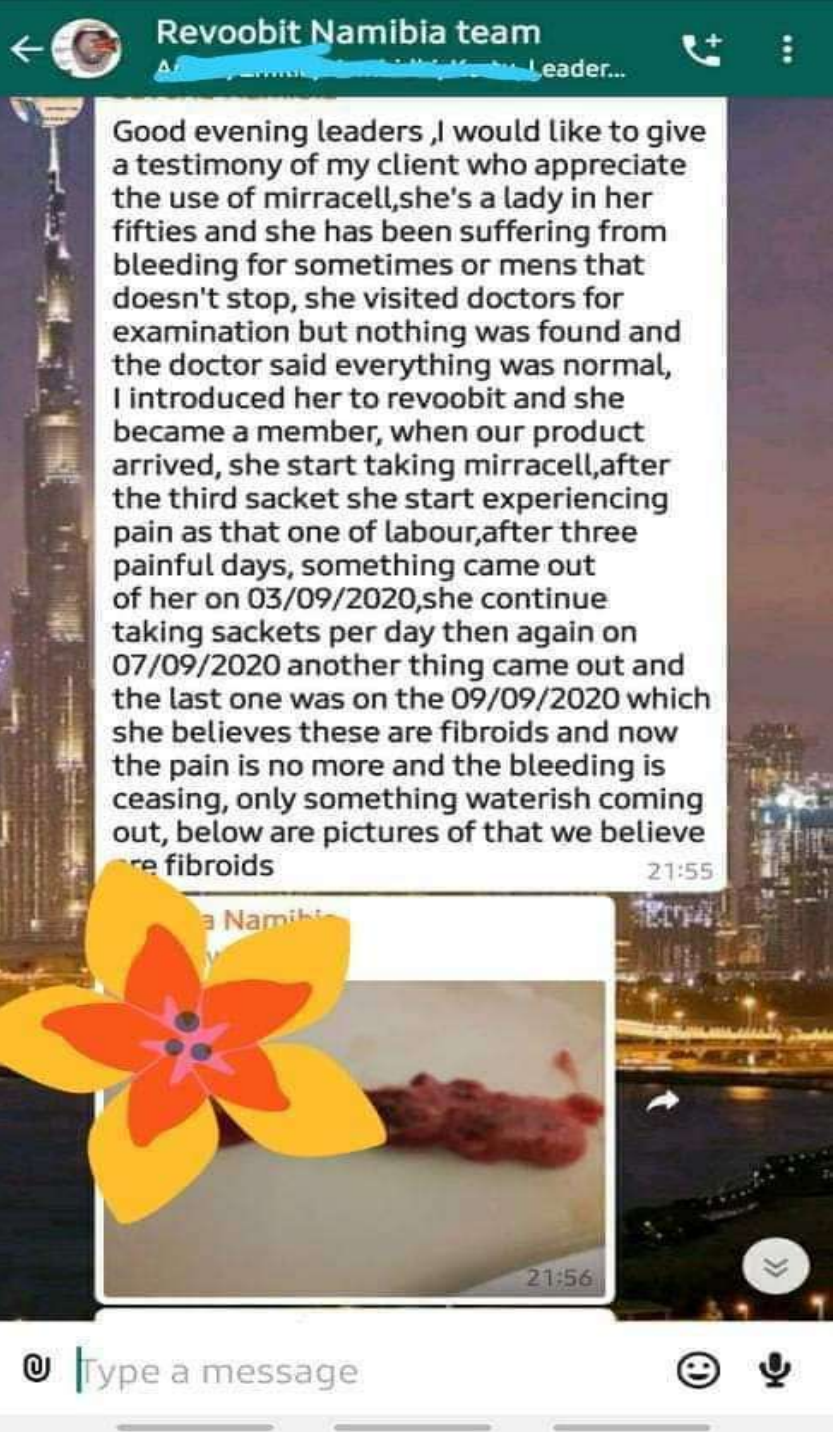 Revoobit Namibia team
Leader...
Good evening leaders ,I would like to give
a testimony of my client who appreciate
the use of mirracell,she's a lady in her
fifties and she has been suffering from
bleeding for sometimes or mens that
doesn't stop, she visited doctors for
examination but nothing was found and
the doctor said everything was normal,
I introduced her to revoobit and she
became a member, when our product
arrived, she start taking mirracell,after
the third sacket she start experiencing
pain as that one of labour,after three
painful days, something came out
of her on 03/09/2020,she continue
taking sackets per day then again on
07/09/2020 another thing came out and
the last one was on the 09/09/2020 which
she believes these are fibroids and now
the pain is no more and the bleeding is
ceasing, only something waterish coming
out, below are pictures of that we believe
fibroids
21:55
21:56
Type a message